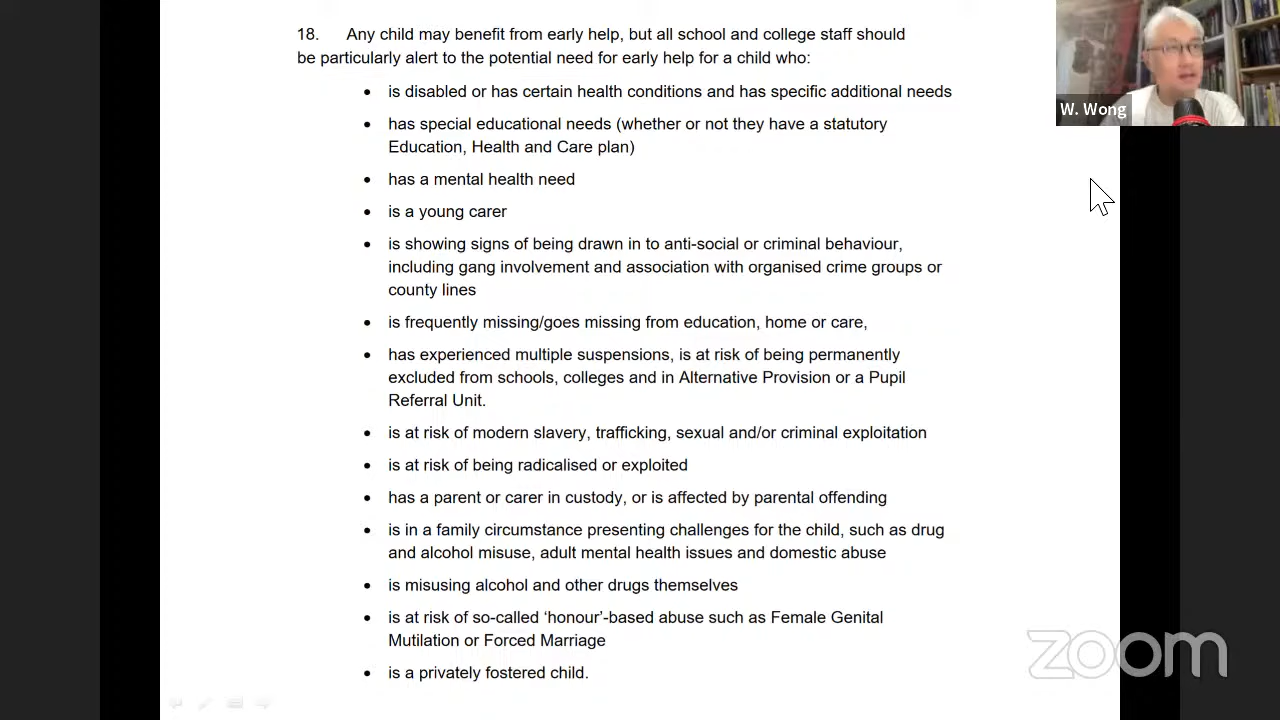 18. Any child may benefit from early help, but all school and college staff should
be particularly alert to the potential need for early help for a child who:
• is disabled or has certain health conditions and has specific additional needs
• has special educational needs (whether or not they have a statutory
Education, Health and Care plan)
• has a mental health need
• is a young carer
• is showing signs of being drawn in to anti-social or criminal behaviour,
including gang involvement and association with organised crime groups or
county lines
• is frequently missing/goes missing from education, home or care,
• has experienced multiple suspensions, is at risk of being permanently
excluded from schools, colleges and in Alternative Provision or a Pupil
Referral Unit.
• is at risk of modern slavery, trafficking, sexual and/or criminal exploitation
• is at risk of being radicalised or exploited
• has a parent or carer in custody, or is affected by parental offending
• is in a family circumstance presenting challenges for the child, such as drug
and alcohol misuse, adult mental health issues and domestic abuse
• is misusing alcohol and other drugs themselves
• is at risk of so-called ‘honour’-based abuse such as Female Genital
Mutilation or Forced Marriage
• is a privately fostered child.
W. Wong
zoom